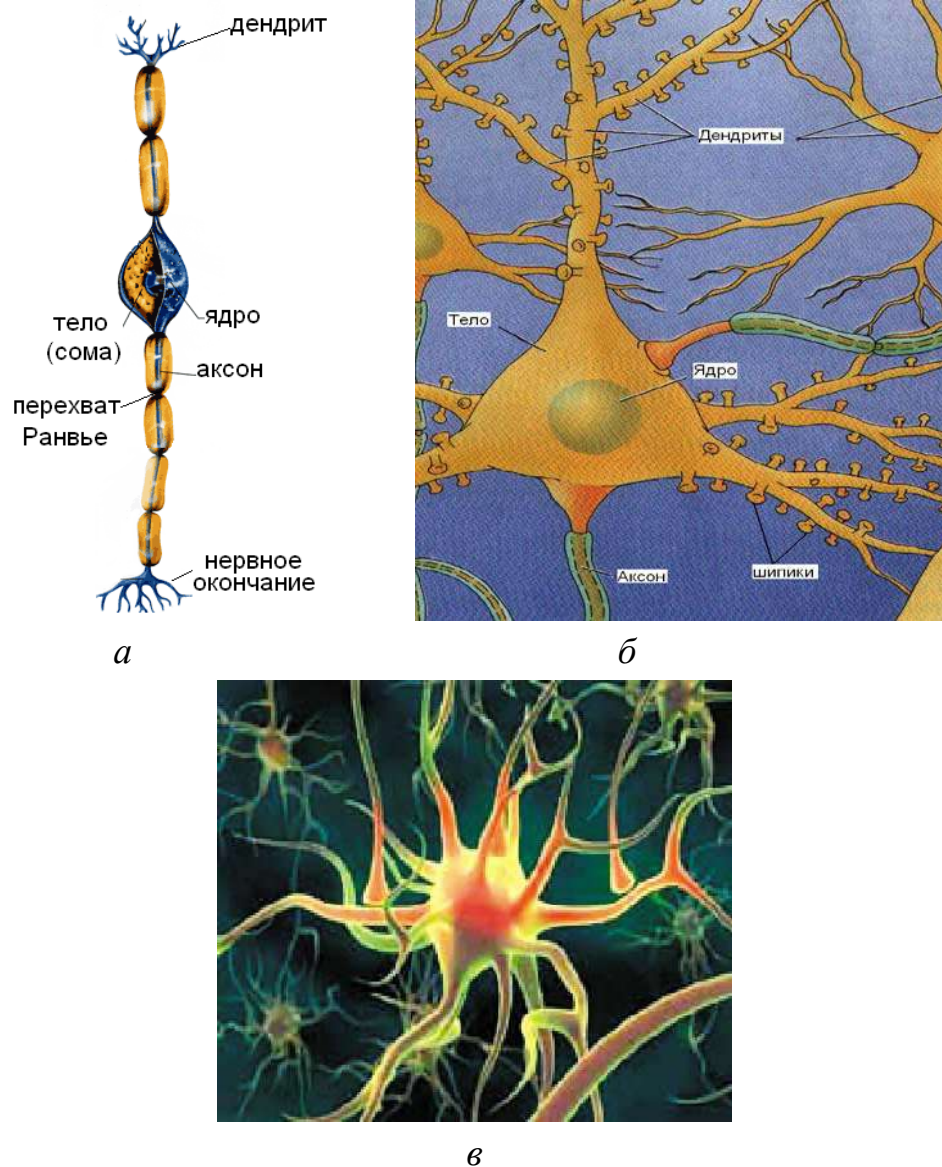 дендрит
тело
(сома)
ядро
аксон
перехват
Ранвье
нервное
окончание
а
Дендриты
Тело
Ядро
Аксон
шипики
б
в